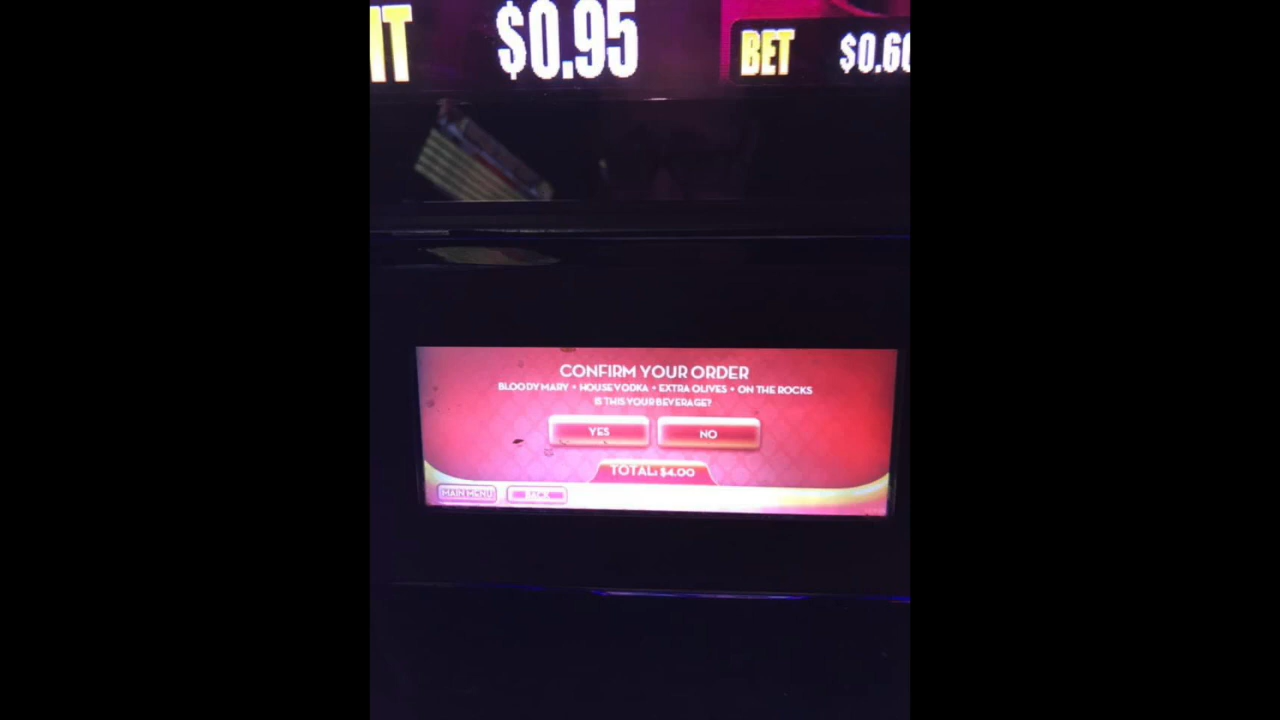 $0.95
BET $0.60
CONFIRM YOUR ORDER
BLOODY MARY • HOUSE VODKA • EXTRA OLIVES • ON THE ROCKS
IS THIS YOUR BEVERAGE?
YES NO
TOTAL: $4.00
MAIN MENU BACK